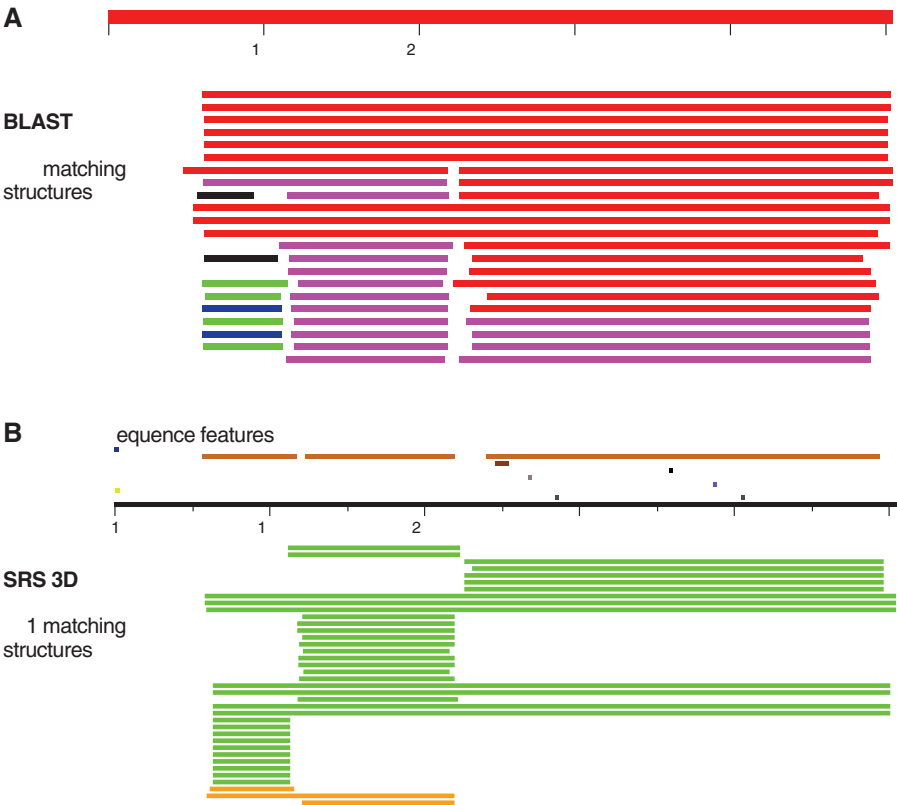 A
1 2
BLAST
matching
structures
B
equence features
1 1 2
SRS 3D
1 matching
structures